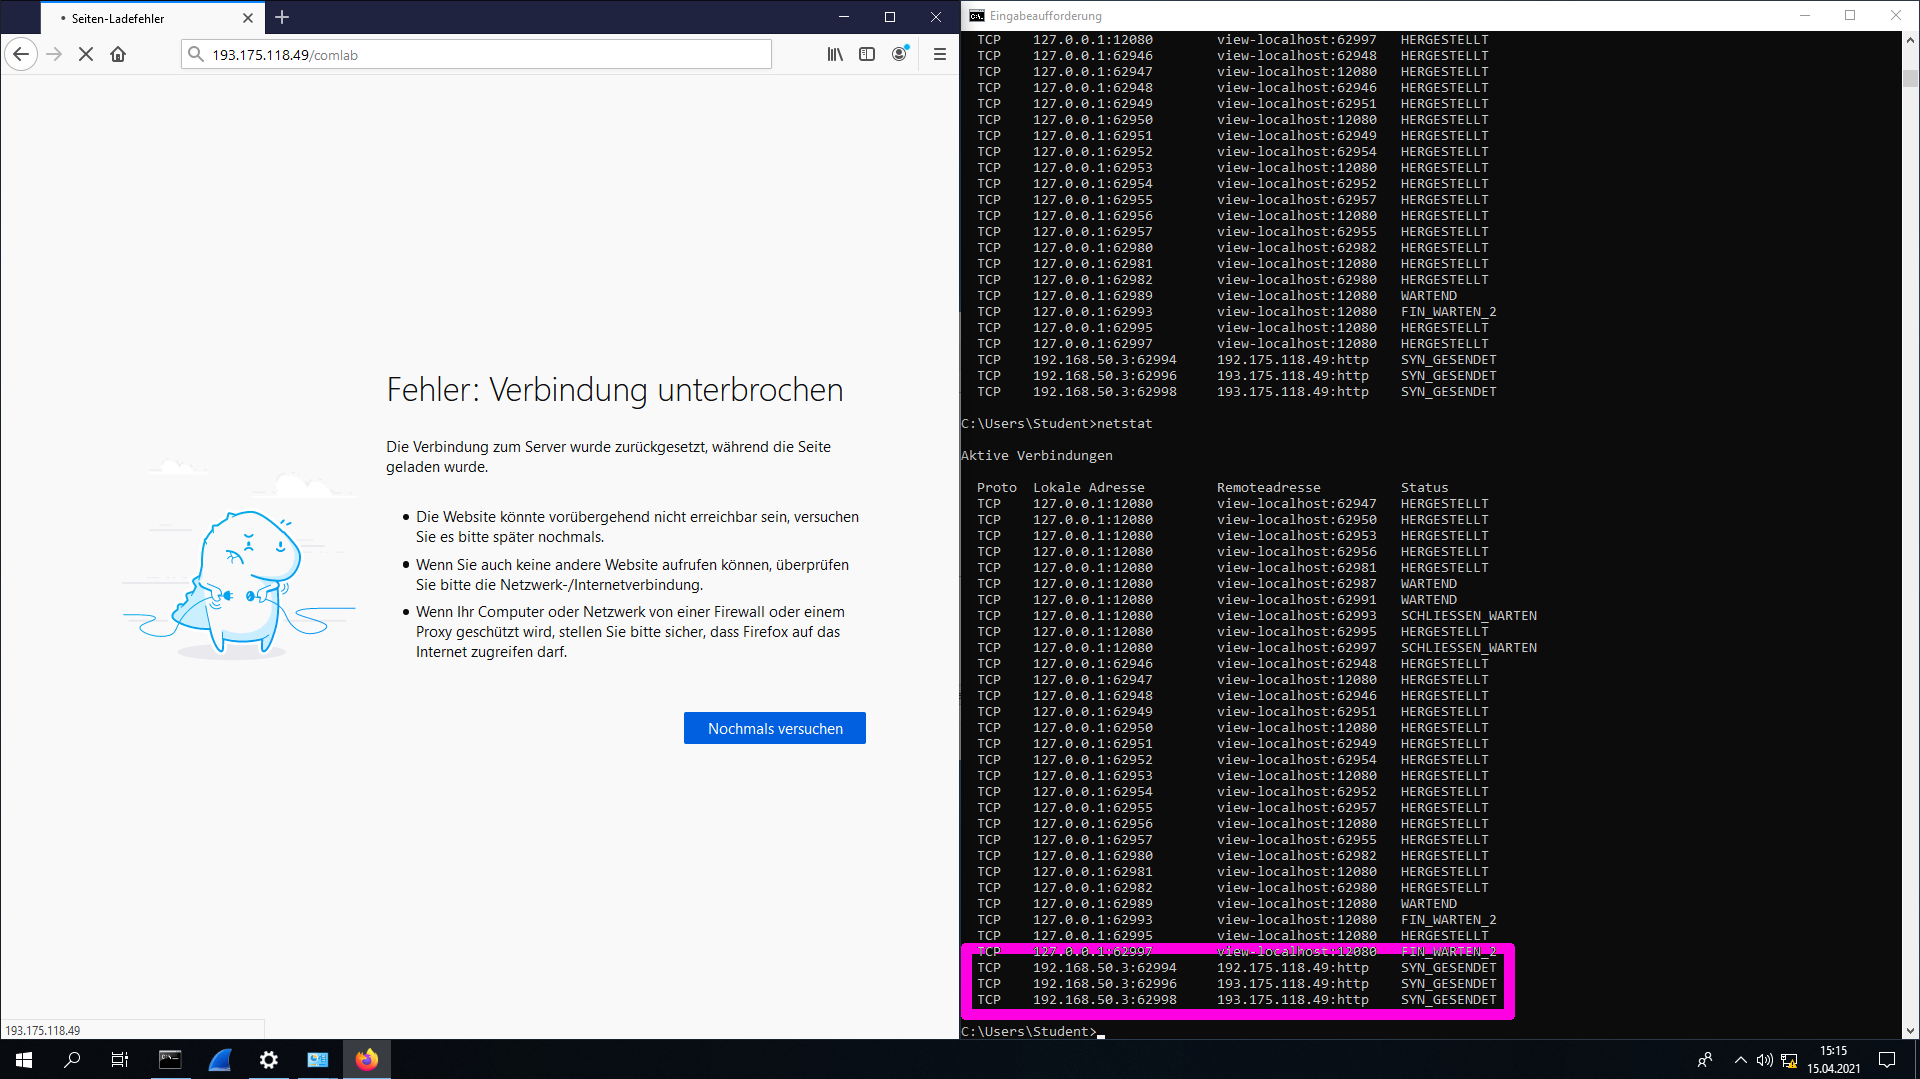 Seiten-Ladefehler
193.175.118.49/comlab
Fehler: Verbindung unterbrochen
Die Verbindung zum Server wurde zurückgesetzt, während die Seite
geladen wurde.
Die Website könnte vorübergehend nicht erreichbar sein, versuchen
Sie es bitte später nochmals.
Wenn Sie auch keine andere Website aufrufen können, überprüfen
Sie bitte die Netzwerk-/Internetverbindung.
Wenn Ihr Computer oder Netzwerk von einer Firewall oder einem
Proxy geschützt wird, stellen Sie bitte sicher, dass Firefox auf das
Internet zugreifen darf.
Nochmals versuchen
193.175.118.49
Eingabeaufforderung
TCP 127.0.0.1:12080 view-localhost:62997 HERGESTELLT
TCP 127.0.0.1:62946 view-localhost:62948 HERGESTELLT
TCP 127.0.0.1:62947 view-localhost:12080 HERGESTELLT
TCP 127.0.0.1:62948 view-localhost:62946 HERGESTELLT
TCP 127.0.0.1:62949 view-localhost:62951 HERGESTELLT
TCP 127.0.0.1:62950 view-localhost:12080 HERGESTELLT
TCP 127.0.0.1:62951 view-localhost:62949 HERGESTELLT
TCP 127.0.0.1:62952 view-localhost:62954 HERGESTELLT
TCP 127.0.0.1:62953 view-localhost:12080 HERGESTELLT
TCP 127.0.0.1:62954 view-localhost:62952 HERGESTELLT
TCP 127.0.0.1:62955 view-localhost:62957 HERGESTELLT
TCP 127.0.0.1:62956 view-localhost:12080 HERGESTELLT
TCP 127.0.0.1:62957 view-localhost:62955 HERGESTELLT
TCP 127.0.0.1:62980 view-localhost:62982 HERGESTELLT
TCP 127.0.0.1:62981 view-localhost:12080 HERGESTELLT
TCP 127.0.0.1:62982 view-localhost:62980 HERGESTELLT
TCP 127.0.0.1:62989 view-localhost:12080 WARTEND
TCP 127.0.0.1:62993 view-localhost:12080 FIN_WARTEN_2
TCP 127.0.0.1:62995 view-localhost:12080 HERGESTELLT
TCP 127.0.0.1:62997 view-localhost:12080 HERGESTELLT
TCP 192.168.50.3:62994 192.175.118.49:http SYN_GESENDET
TCP 192.168.50.3:62996 193.175.118.49:http SYN_GESENDET
TCP 192.168.50.3:62998 193.175.118.49:http SYN_GESENDET
C:\Users\Student>netstat
Aktive Verbindungen
Proto Lokale Adresse Remoteadresse Status
TCP 127.0.0.1:12080 view-localhost:62947 HERGESTELLT
TCP 127.0.0.1:12080 view-localhost:62950 HERGESTELLT
TCP 127.0.0.1:12080 view-localhost:62953 HERGESTELLT
TCP 127.0.0.1:12080 view-localhost:62956 HERGESTELLT
TCP 127.0.0.1:12080 view-localhost:62981 HERGESTELLT
TCP 127.0.0.1:12080 view-localhost:62987 WARTEND
TCP 127.0.0.1:12080 view-localhost:62991 WARTEND
TCP 127.0.0.1:12080 view-localhost:62993 SCHLIESSEN_WARTEN
TCP 127.0.0.1:12080 view-localhost:62995 HERGESTELLT
TCP 127.0.0.1:12080 view-localhost:62997 SCHLIESSEN_WARTEN
TCP 127.0.0.1:62946 view-localhost:62948 HERGESTELLT
TCP 127.0.0.1:62947 view-localhost:12080 HERGESTELLT
TCP 127.0.0.1:62948 view-localhost:62946 HERGESTELLT
TCP 127.0.0.1:62949 view-localhost:62951 HERGESTELLT
TCP 127.0.0.1:62950 view-localhost:12080 HERGESTELLT
TCP 127.0.0.1:62951 view-localhost:62949 HERGESTELLT
TCP 127.0.0.1:62952 view-localhost:62954 HERGESTELLT
TCP 127.0.0.1:62953 view-localhost:12080 HERGESTELLT
TCP 127.0.0.1:62954 view-localhost:62952 HERGESTELLT
TCP 127.0.0.1:62955 view-localhost:62957 HERGESTELLT
TCP 127.0.0.1:62956 view-localhost:12080 HERGESTELLT
TCP 127.0.0.1:62957 view-localhost:62955 HERGESTELLT
TCP 127.0.0.1:62980 view-localhost:62982 HERGESTELLT
TCP 127.0.0.1:62981 view-localhost:12080 HERGESTELLT
TCP 127.0.0.1:62982 view-localhost:62980 HERGESTELLT
TCP 127.0.0.1:62989 view-localhost:12080 WARTEND
TCP 127.0.0.1:62993 view-localhost:12080 FIN_WARTEN_2
TCP 127.0.0.1:62995 view-localhost:12080 HERGESTELLT
TCP 127.0.0.1:62997 view-localhost:12080 FIN_WARTEN_2
TCP 192.168.50.3:62994 192.175.118.49:http SYN_GESENDET
TCP 192.168.50.3:62996 193.175.118.49:http SYN_GESENDET
TCP 192.168.50.3:62998 193.175.118.49:http SYN_GESENDET
C:\Users\Student>
15:15
15.04.2021